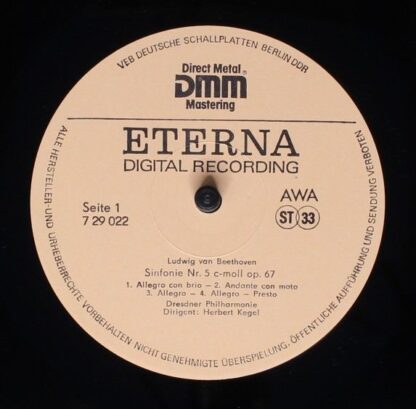 VEB DEUTSCHE SCHALLPLATTEN BERLIN DDR
Direct Metal
DMM®
Mastering
ETERNA
DIGITAL RECORDING
Seite 1
7 29 022
AWA
ST 33
Ludwig van Beethoven
Sinfonie Nr. 5 c-moll op. 67
1. Allegro con brio – 2. Andante con moto
3. Allegro – 4. Allegro – Presto
Dresdner Philharmonie
Dirigent: Herbert Kegel
ALLE HERSTELLER- UND URHEBERRECHTE VORBEHALTEN NICHT GENEHMIGTE ÜBERSPIELUNG, ÖFFENTLICHE AUFFÜHRUNG UND SENDUNG VERBOTEN